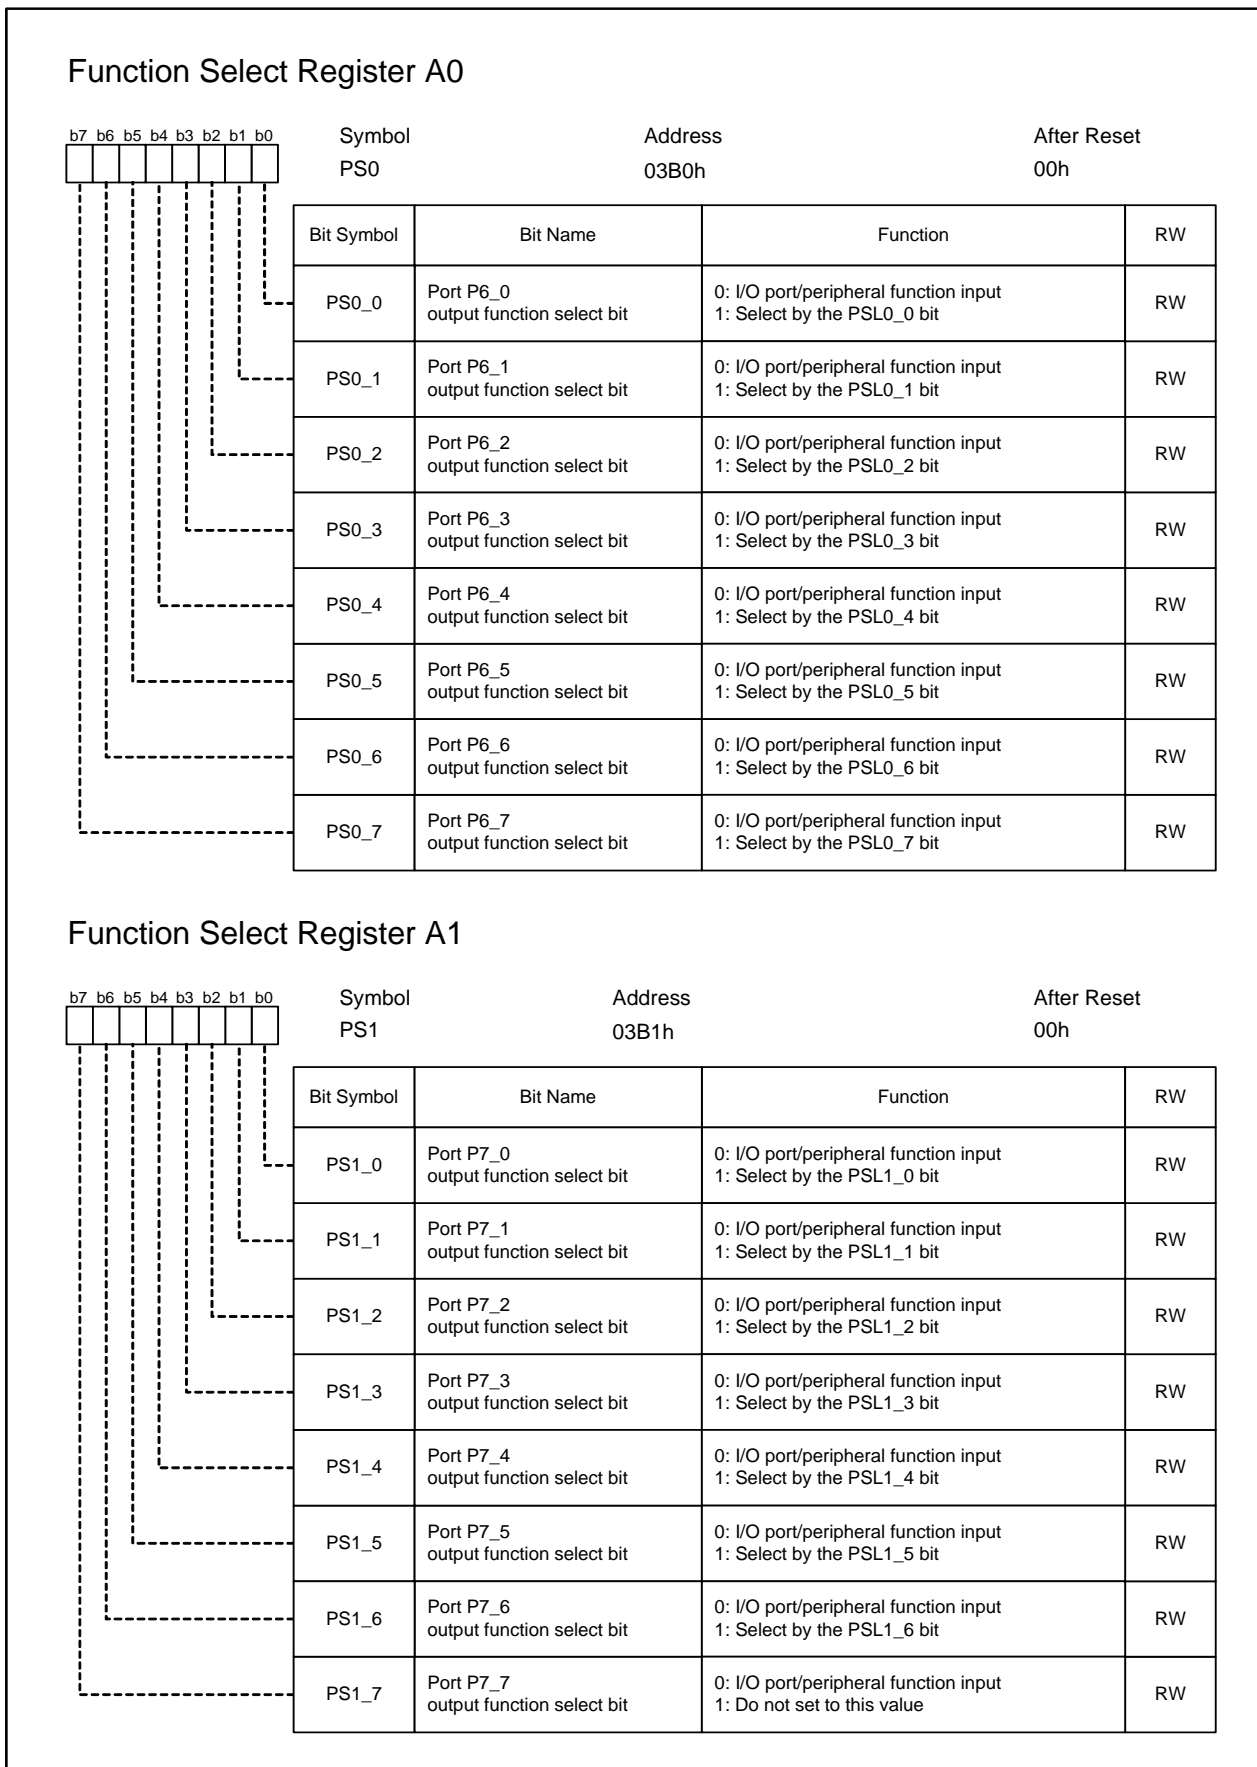 Function Select Register A0
b7 b6 b5 b4 b3 b2 b1 b0
Symbol Address After Reset
PS0 03B0h 00h
Bit Symbol Bit Name Function RW
PS0_0 Port P6_0 0: I/O port/peripheral function input RW
output function select bit 1: Select by the PSL0_0 bit
PS0_1 Port P6_1 0: I/O port/peripheral function input RW
output function select bit 1: Select by the PSL0_1 bit
PS0_2 Port P6_2 0: I/O port/peripheral function input RW
output function select bit 1: Select by the PSL0_2 bit
PS0_3 Port P6_3 0: I/O port/peripheral function input RW
output function select bit 1: Select by the PSL0_3 bit
PS0_4 Port P6_4 0: I/O port/peripheral function input RW
output function select bit 1: Select by the PSL0_4 bit
PS0_5 Port P6_5 0: I/O port/peripheral function input RW
output function select bit 1: Select by the PSL0_5 bit
PS0_6 Port P6_6 0: I/O port/peripheral function input RW
output function select bit 1: Select by the PSL0_6 bit
PS0_7 Port P6_7 0: I/O port/peripheral function input RW
output function select bit 1: Select by the PSL0_7 bit
Function Select Register A1
b7 b6 b5 b4 b3 b2 b1 b0
Symbol Address After Reset
PS1 03B1h 00h
Bit Symbol Bit Name Function RW
PS1_0 Port P7_0 0: I/O port/peripheral function input RW
output function select bit 1: Select by the PSL1_0 bit
PS1_1 Port P7_1 0: I/O port/peripheral function input RW
output function select bit 1: Select by the PSL1_1 bit
PS1_2 Port P7_2 0: I/O port/peripheral function input RW
output function select bit 1: Select by the PSL1_2 bit
PS1_3 Port P7_3 0: I/O port/peripheral function input RW
output function select bit 1: Select by the PSL1_3 bit
PS1_4 Port P7_4 0: I/O port/peripheral function input RW
output function select bit 1: Select by the PSL1_4 bit
PS1_5 Port P7_5 0: I/O port/peripheral function input RW
output function select bit 1: Select by the PSL1_5 bit
PS1_6 Port P7_6 0: I/O port/peripheral function input RW
output function select bit 1: Select by the PSL1_6 bit
PS1_7 Port P7_7 0: I/O port/peripheral function input RW
output function select bit 1: Do not set to this value